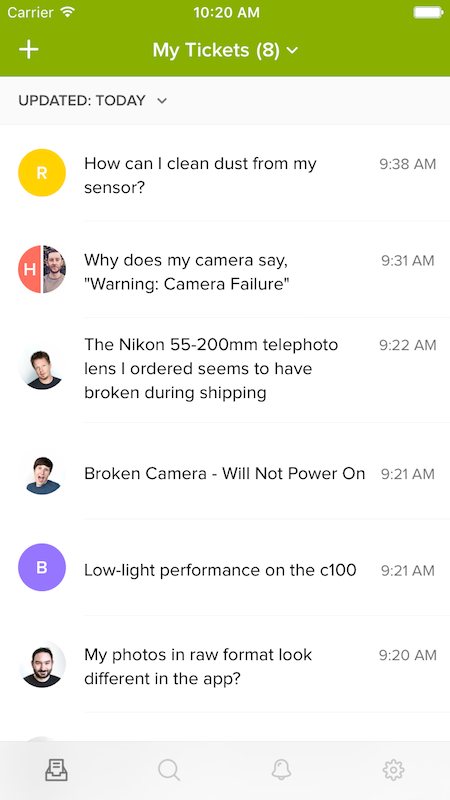 Carrier 10:20 AM
My Tickets (8)
UPDATED: TODAY
R
How can I clean dust from my 9:38 AM
sensor?
H
Why does my camera say, 9:31 AM
"Warning: Camera Failure"
The Nikon 55-200mm telephoto 9:22 AM
lens I ordered seems to have
broken during shipping
Broken Camera - Will Not Power On 9:21 AM
B
Low-light performance on the c100 9:21 AM
My photos in raw format look 9:20 AM
different in the app?